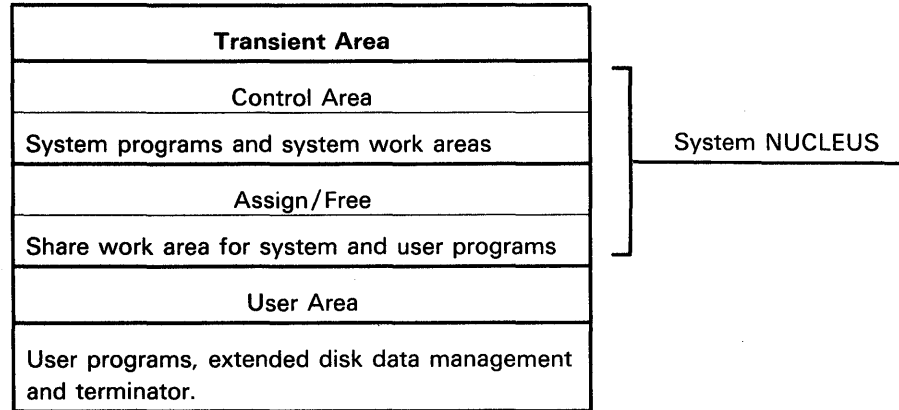 Transient Area
Control Area
System programs and system work areas
System NUCLEUS
Assign/Free
Share work area for system and user programs
User Area
User programs, extended disk data management
and terminator.